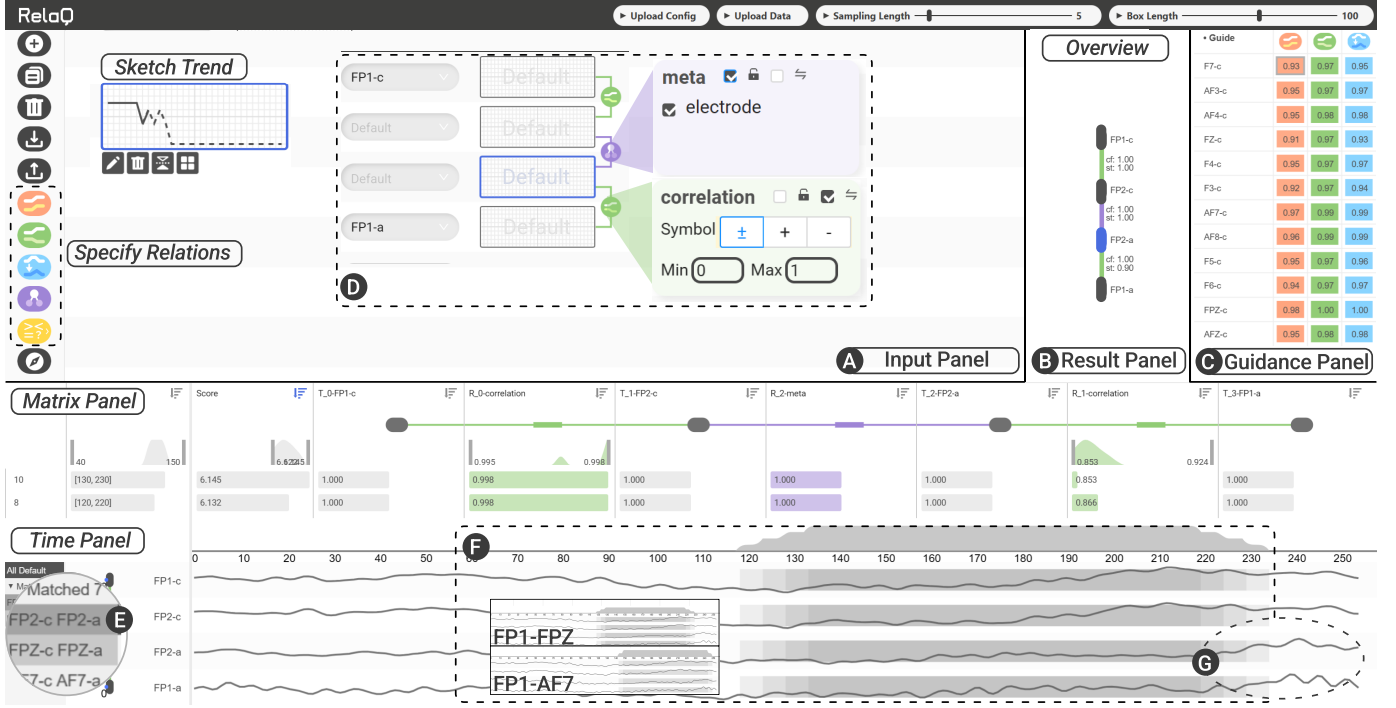 RelaQ
Upload Config
Upload Data
Sampling Length 5
Box Length 100
Sketch Trend
Specify Relations
FP1-c
Default
Default
FP1-a
Default
Default
Default
Default
meta
electrode
correlation
Symbol ± + -
Min 0 Max 1
D
A Input Panel
Overview
FP1-c
cf: 1.00
st: 1.00
FP2-c
cf: 1.00
st: 1.00
FP2-a
cf: 1.00
st: 0.90
FP1-a
B Result Panel
• Guide
F7-c 0.93 0.97 0.95
AF3-c 0.95 0.97 0.97
AF4-c 0.95 0.98 0.98
FZ-c 0.91 0.97 0.93
F4-c 0.95 0.97 0.97
F3-c 0.92 0.97 0.94
AF7-c 0.97 0.99 0.99
AF8-c 0.96 0.99 0.99
F5-c 0.95 0.97 0.96
F6-c 0.94 0.97 0.97
FPZ-c 0.98 1.00 1.00
AFZ-c 0.95 0.98 0.98
C Guidance Panel
Matrix Panel
Score T_0-FP1-c R_0-correlation T_1-FP2-c R_2-meta T_2-FP2-a R_1-correlation T_3-FP1-a
40 150 0.995 0.998 0.853 0.924
10 [130, 230] 6.145 1.000 0.998 1.000 1.000 1.000 0.853 1.000
8 [120, 220] 6.132 1.000 0.998 1.000 1.000 1.000 0.866 1.000
Time Panel
F
0 10 20 30 40 50 70 80 90 100 110 120 130 140 150 160 170 180 190 200 210 220 230 240 250
All Default
Matched 7
FP2-c FP2-a E
FPZ-c FPZ-a
F7-c AF7-a
FP1-c
FP2-c
FP2-a
FP1-a
FP1-FPZ
FP1-AF7
G